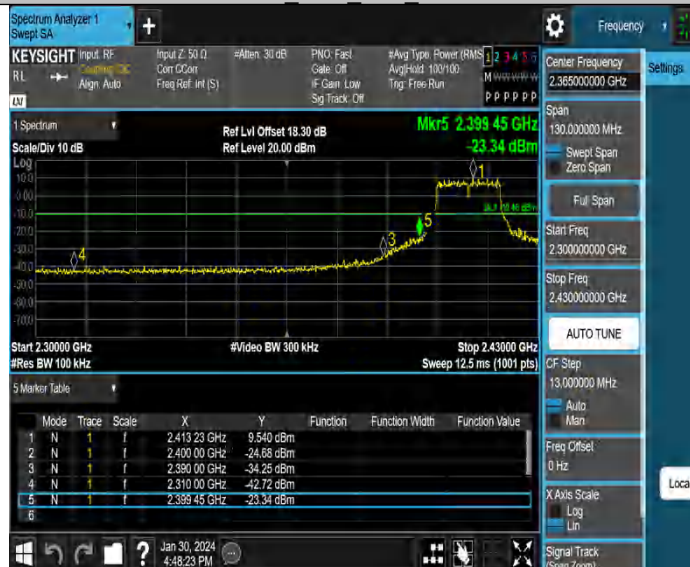 Spectrum Analyzer 1
Swept SA
+
Frequency
KEYSIGHT
Input: RF
Input Z: 50 Ω
#Atten: 30 dB
PNO: Fast
#Avg Type: Power (RMS)
1 2 3 4 5 6
RL
Coupling: DC
Corr CCorr
Gate: Off
Avg|Hold: 100/100
M W W W W W
Align: Auto
Freq Ref: Int (S)
IF Gain: Low
Trig: Free Run
Sig Track: Off
P P P P P P
LXI
1 Spectrum
Ref Lvl Offset 18.30 dB
Mkr5 2.399 45 GHz
Scale/Div 10 dB
Ref Level 20.00 dBm
-23.34 dBm
Log
10.0
0.00
-10.0
-20.0
-30.0
-40.0
-50.0
-60.0
-70.0
1
5
3
4
Start 2.30000 GHz
#Video BW 300 kHz
Stop 2.43000 GHz
#Res BW 100 kHz
Sweep 12.5 ms (1001 pts)
5 Marker Table
Mode Trace Scale X Y Function Function Width Function Value
1 N 1 f 2.413 23 GHz 9.540 dBm
2 N 1 f 2.400 00 GHz -24.68 dBm
3 N 1 f 2.390 00 GHz -34.25 dBm
4 N 1 f 2.310 00 GHz -42.72 dBm
5 N 1 f 2.399 45 GHz -23.34 dBm
6
?
Jan 30, 2024
4:48:23 PM
Center Frequency
2.365000000 GHz
Settings
Span
130.000000 MHz
Swept Span
Zero Span
Full Span
Start Freq
2.300000000 GHz
Stop Freq
2.430000000 GHz
AUTO TUNE
CF Step
13.000000 MHz
Auto
Man
Freq Offset
0 Hz
Loca
X Axis Scale
Log
Lin
Signal Track
(Span Zoom)